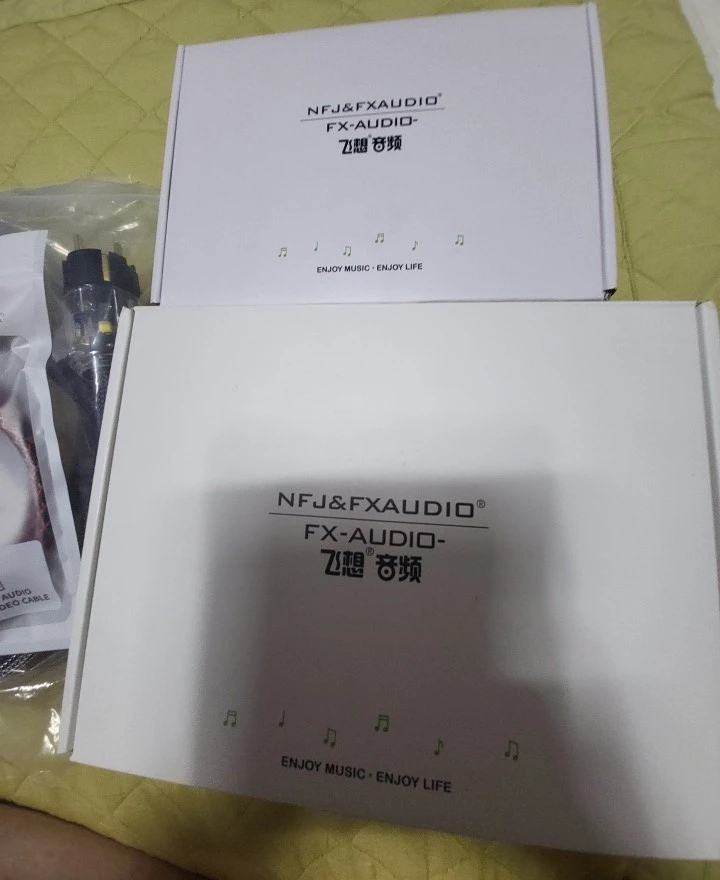 NFJ&FXAUDIO®
FX-AUDIO-
飞想®音频
ENJOY MUSIC · ENJOY LIFE
NFJ&FXAUDIO®
FX-AUDIO-
飞想®音频
ENJOY MUSIC · ENJOY LIFE
AUDIO
DEO CABLE